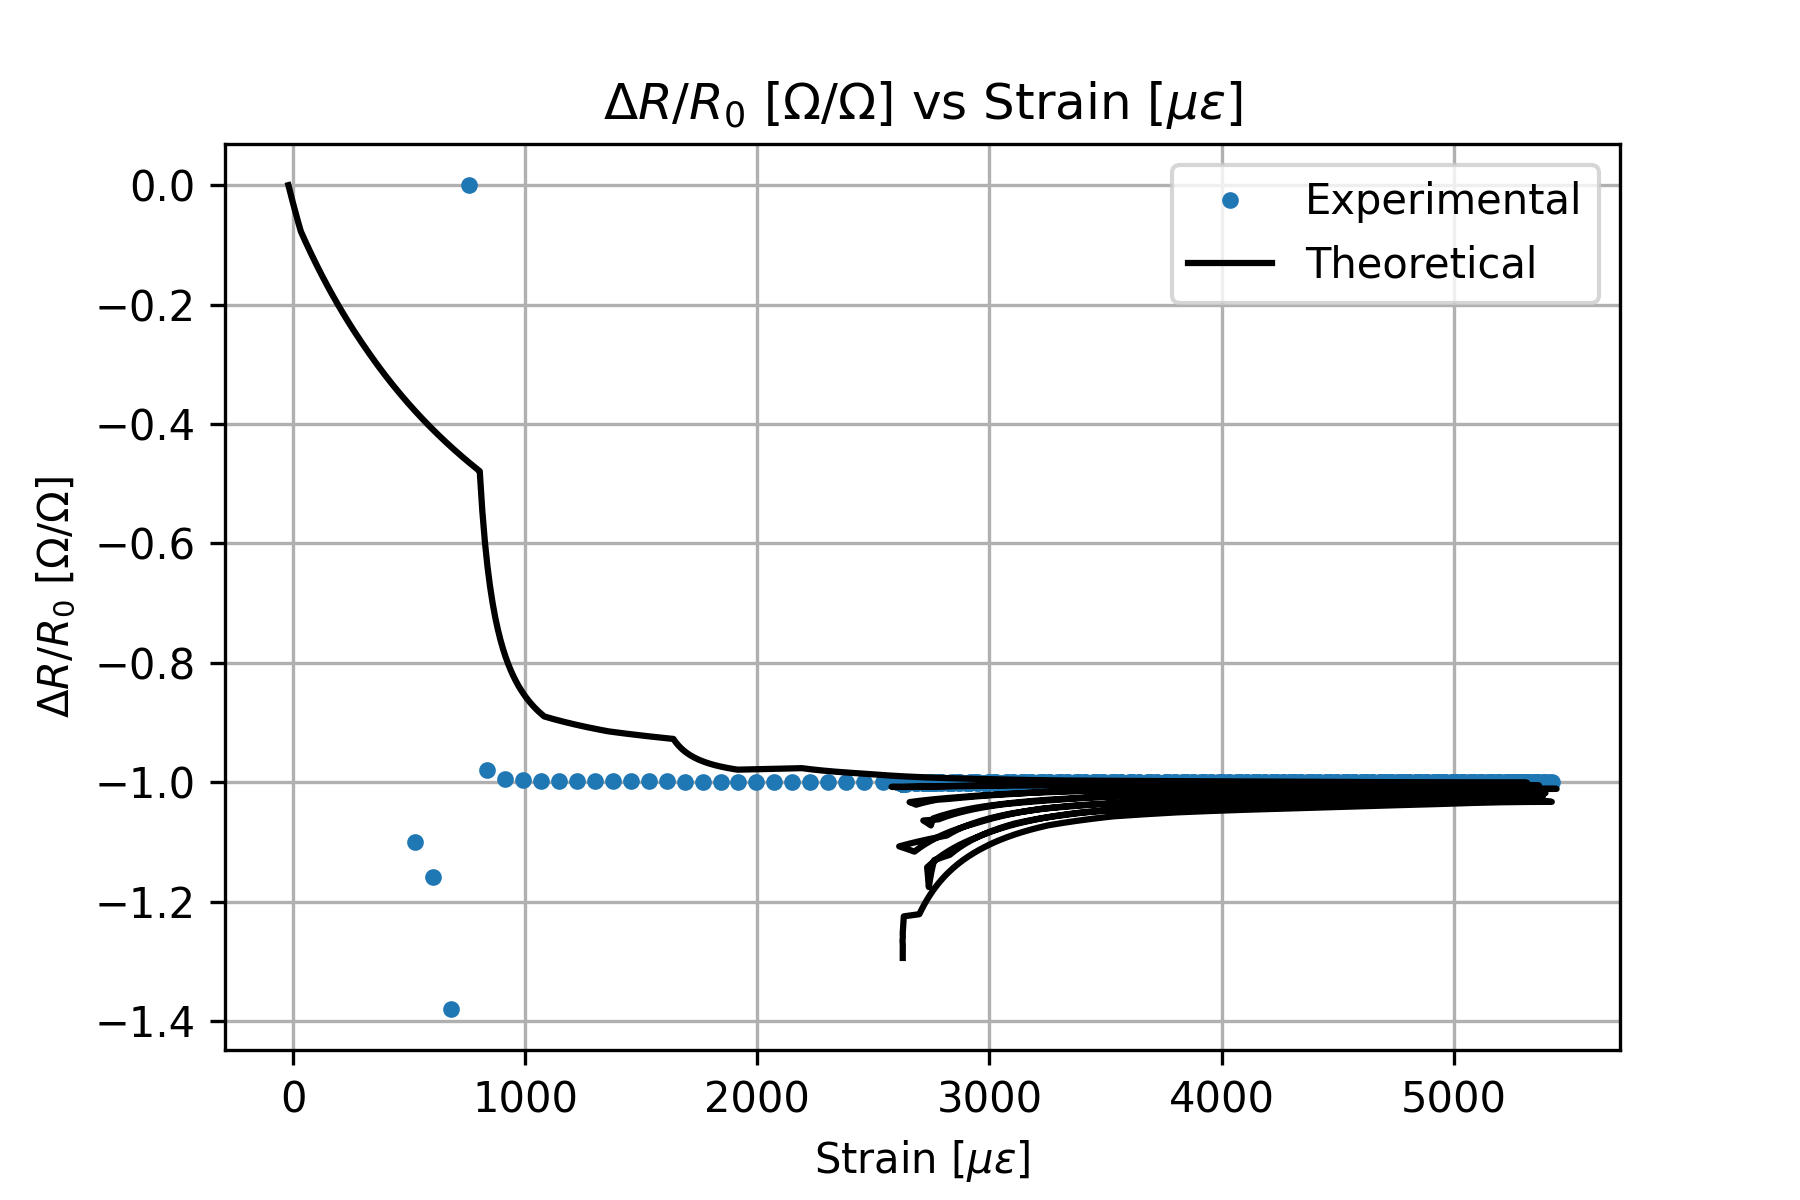 ΔR/R₀ [Ω/Ω] vs Strain [με]
Experimental
Theoretical
0.0
−0.2
−0.4
−0.6
−0.8
−1.0
−1.2
−1.4
ΔR/R₀ [Ω/Ω]
0 1000 2000 3000 4000 5000
Strain [με]